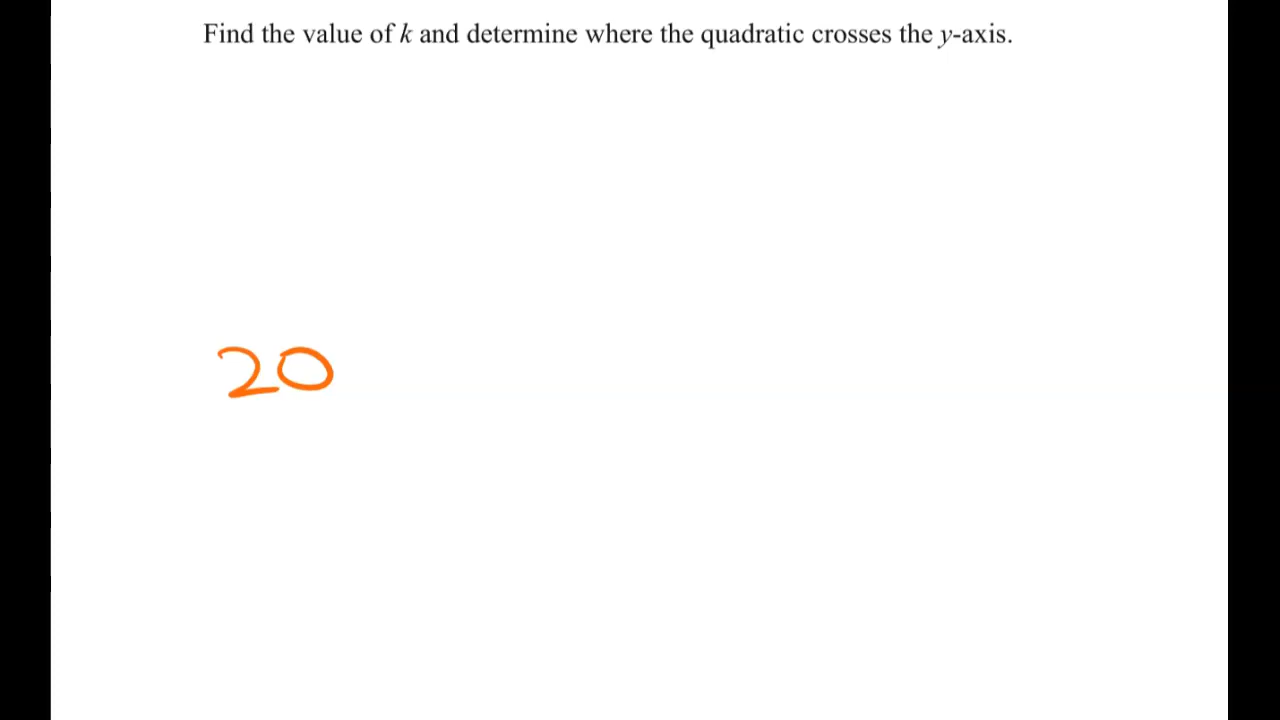 Find the value of k and determine where the quadratic crosses the y-axis.
20